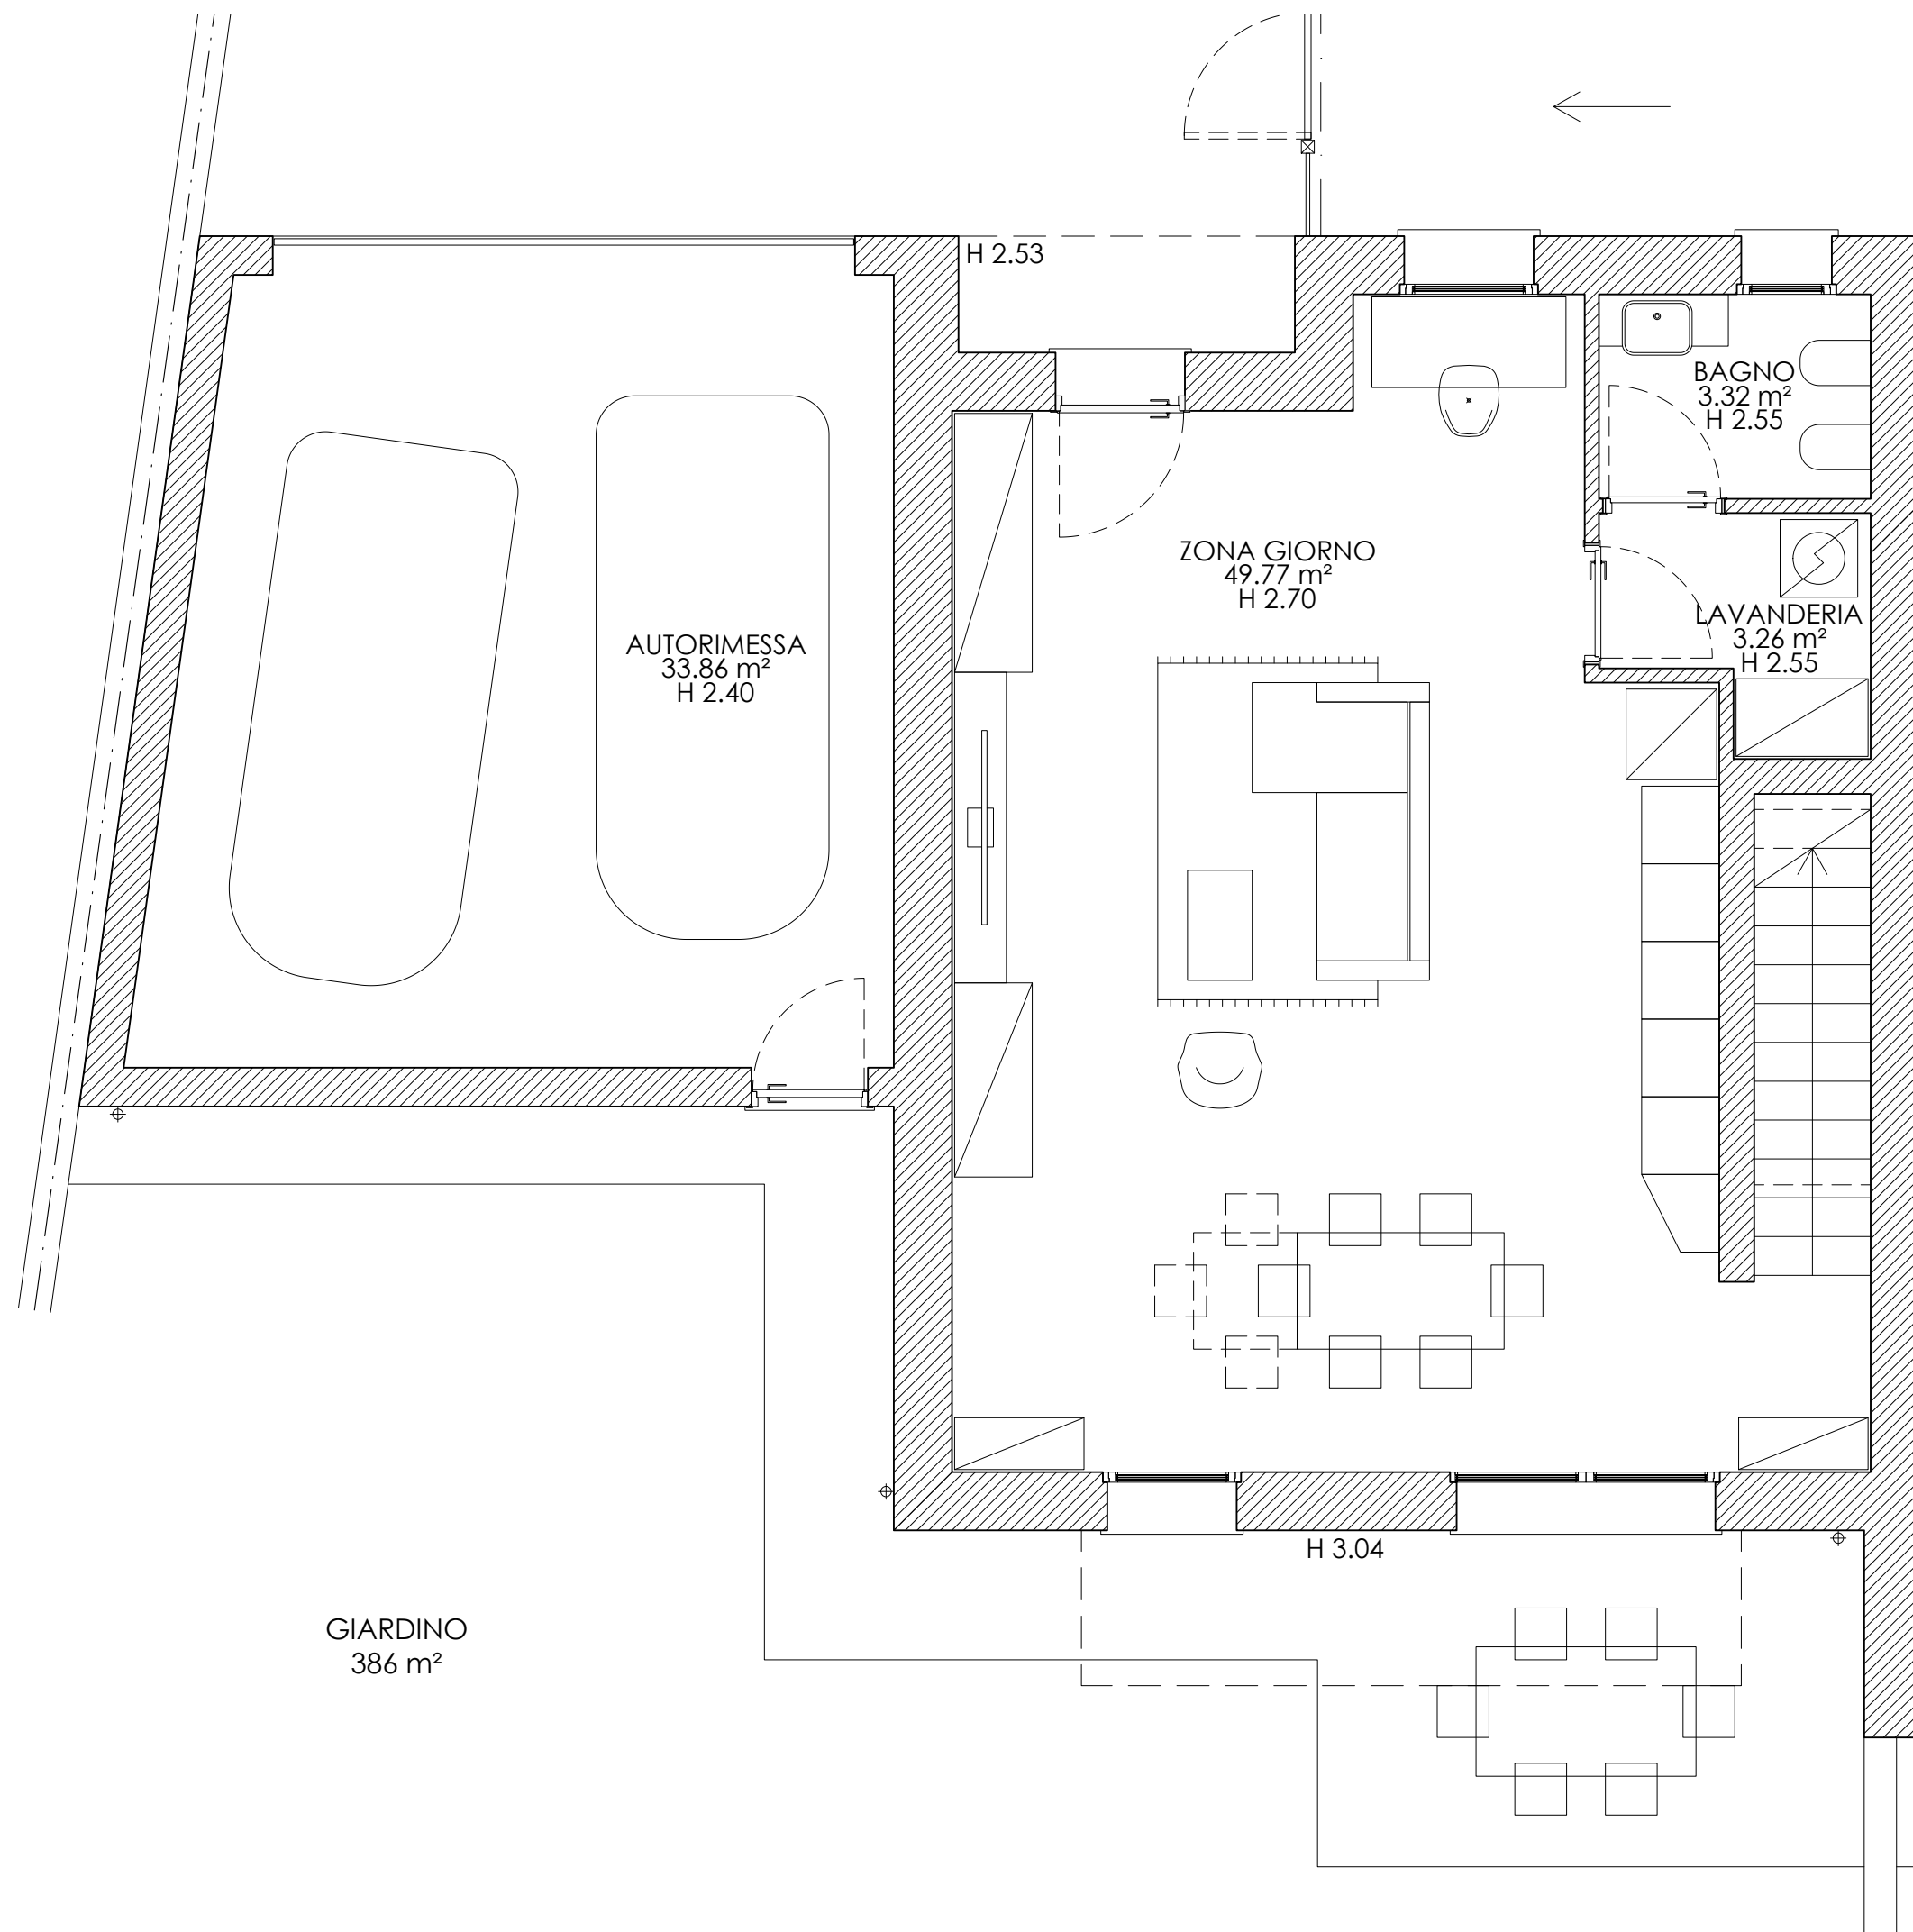 H 2.53
BAGNO
3.32 m²
H 2.55
ZONA GIORNO
49.77 m²
H 2.70
LAVANDERIA
3.26 m²
H 2.55
AUTORIMESSA
33.86 m²
H 2.40
H 3.04
GIARDINO
386 m²